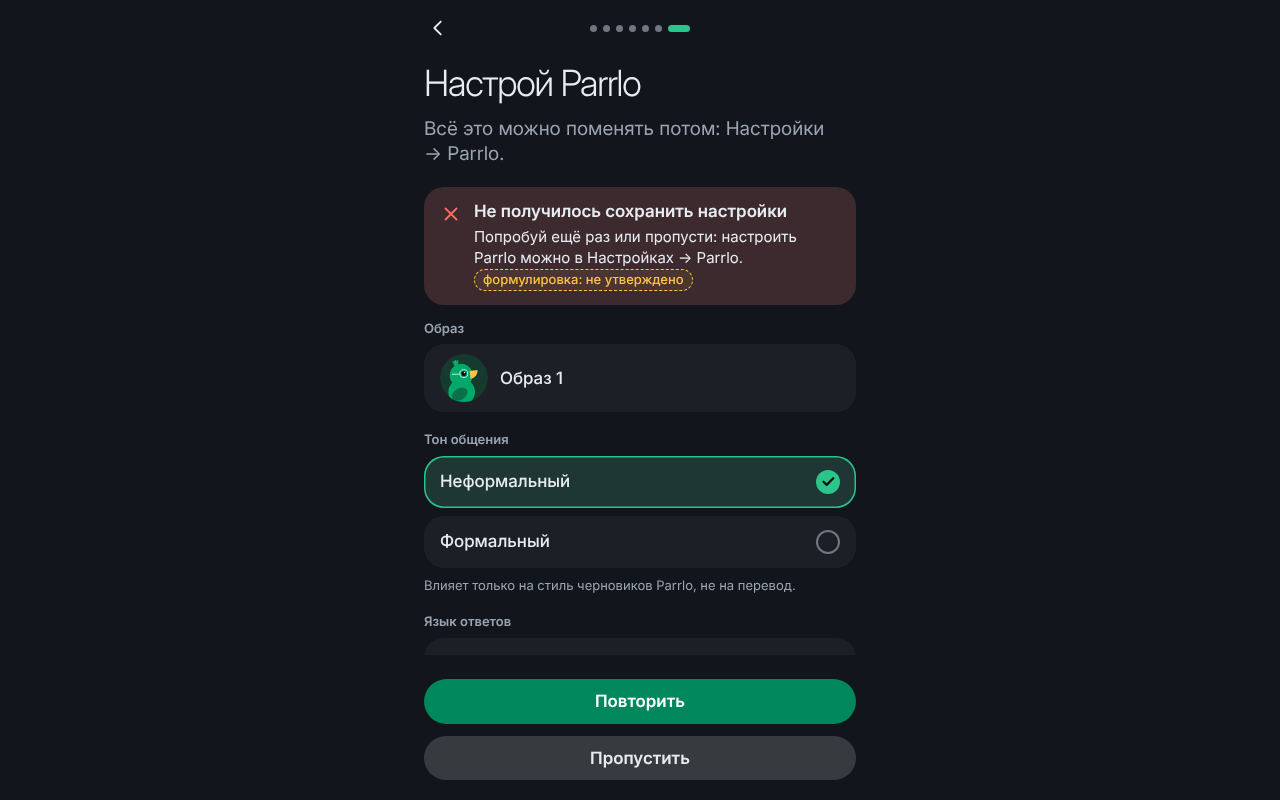 Настрой Parrlo
Всё это можно поменять потом: Настройки
→ Parrlo.
Не получилось сохранить настройки
Попробуй ещё раз или пропусти: настроить
Parrlo можно в Настройках → Parrlo.
формулировка: не утверждено
Образ
Образ 1
Тон общения
Неформальный
Формальный
Влияет только на стиль черновиков Parrlo, не на перевод.
Язык ответов
Повторить
Пропустить